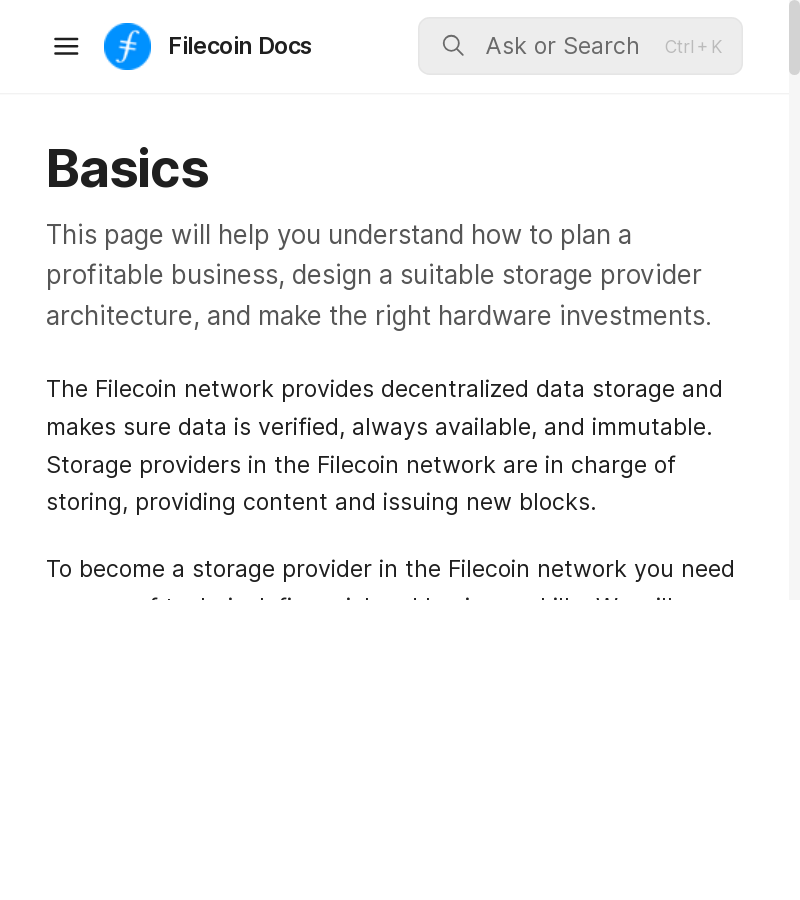 Filecoin Docs
Ask or Search
Ctrl + K
Basics
This page will help you understand how to plan a
profitable business, design a suitable storage provider
architecture, and make the right hardware investments.
The Filecoin network provides decentralized data storage and
makes sure data is verified, always available, and immutable.
Storage providers in the Filecoin network are in charge of
storing, providing content and issuing new blocks.
To become a storage provider in the Filecoin network you need